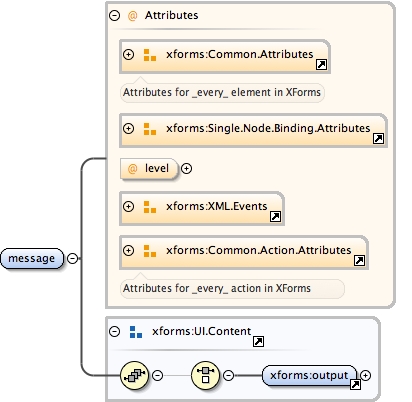 @ Attributes
xforms:Common.Attributes
Attributes for _every_ element in XForms
xforms:Single.Node.Binding.Attributes
@ level
xforms:XML.Events
message
xforms:Common.Action.Attributes
Attributes for _every_ action in XForms
xforms:UI.Content
xforms:output